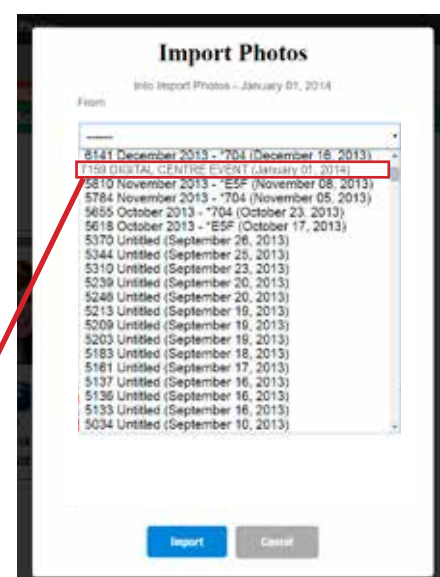 Import Photos
Into Import Photos - January 01, 2014
From
--------
6141 December 2013 - *704 (December 16, 2013)
7159 DIGITAL CENTRE EVENT (January 01, 2014)
5810 November 2013 - *E5F (November 08, 2013)
5784 November 2013 - *704 (November 05, 2013)
5655 October 2013 - *704 (October 23, 2013)
5618 October 2013 - *E5F (October 17, 2013)
5370 Untitled (September 26, 2013)
5344 Untitled (September 25, 2013)
5310 Untitled (September 23, 2013)
5239 Untitled (September 20, 2013)
5246 Untitled (September 20, 2013)
5213 Untitled (September 19, 2013)
5209 Untitled (September 19, 2013)
5203 Untitled (September 19, 2013)
5183 Untitled (September 18, 2013)
5161 Untitled (September 17, 2013)
5137 Untitled (September 16, 2013)
5136 Untitled (September 16, 2013)
5133 Untitled (September 16, 2013)
5034 Untitled (September 10, 2013)
Import
Cancel